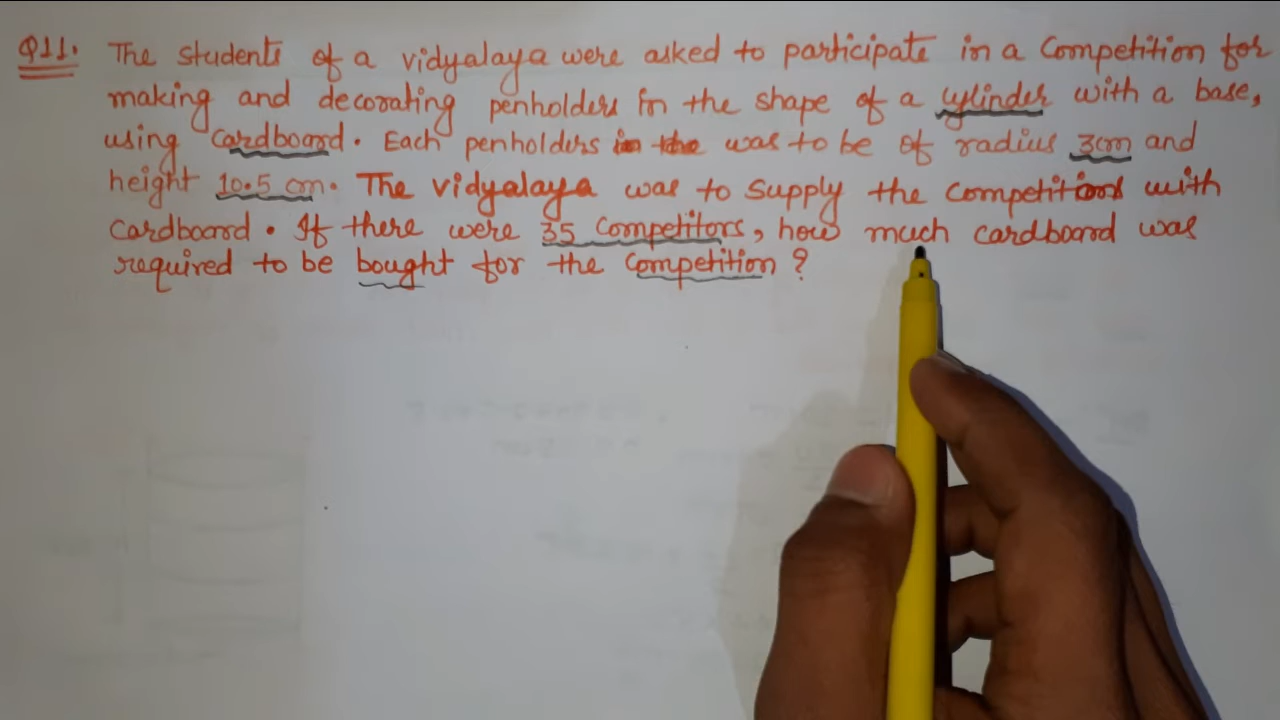 Q11. The students of a vidyalaya were asked to participate in a Competition for
making and decorating penholders in the shape of a cylinder with a base,
using cardboard. Each penholders was to be of radius 3cm and
height 10.5 cm. The vidyalaya was to supply the Competitors with
cardboard. If there were 35 Competitors, how much cardboard was
required to be bought for the Competition ?